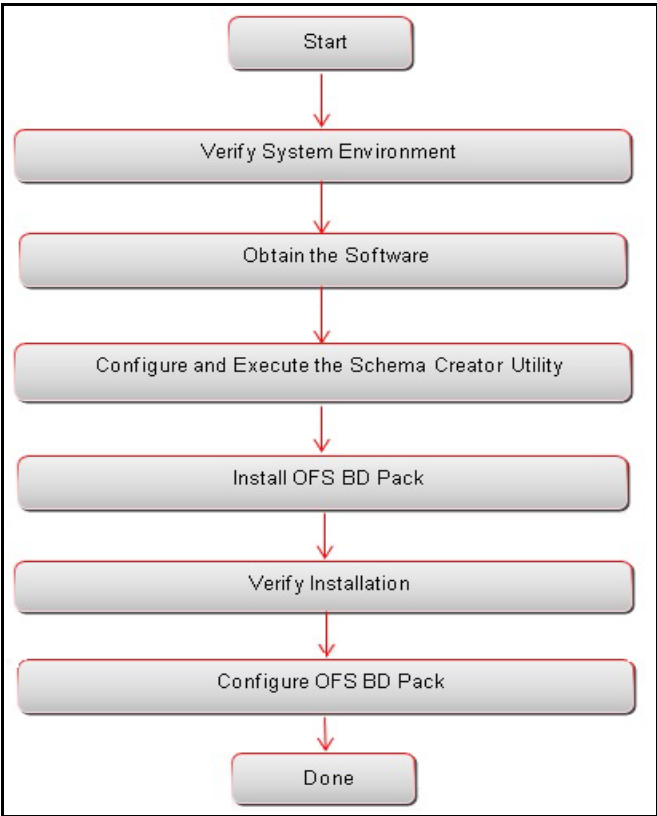 Start
Verify System Environment
Obtain the Software
Configure and Execute the Schema Creator Utility
Install OFS BD Pack
Verify Installation
Configure OFS BD Pack
Done